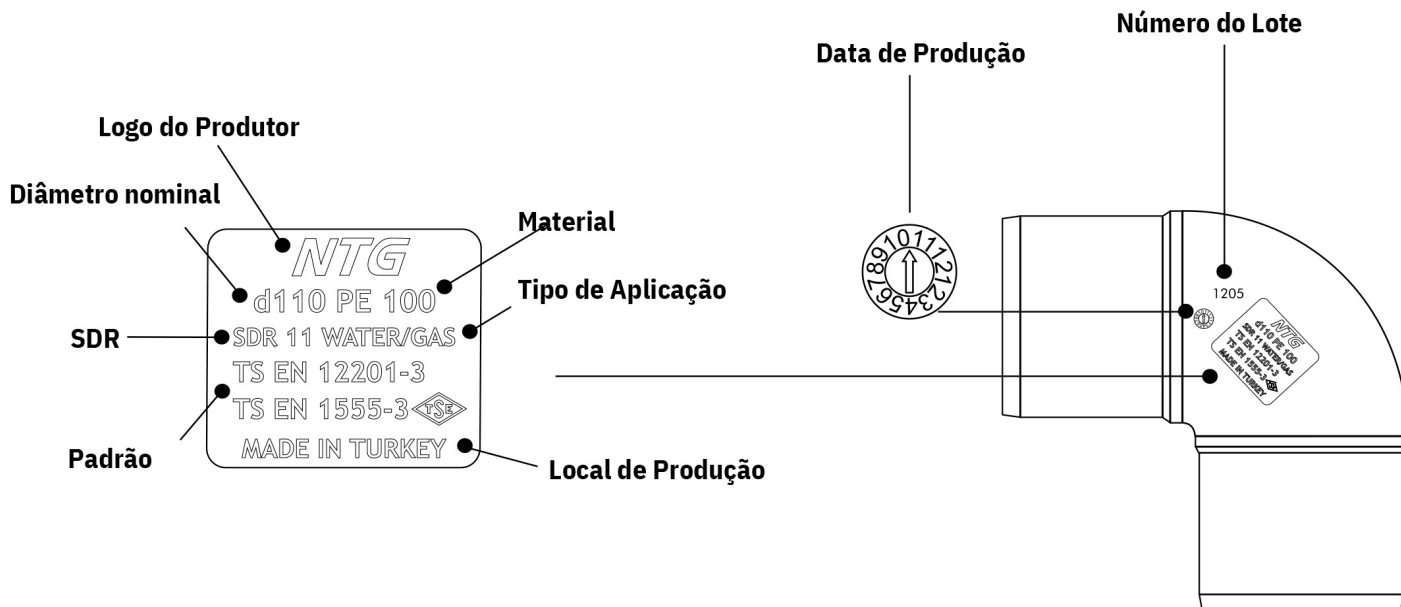 Número do Lote
Data de Produção
Logo do Produtor
Diâmetro nominal
Material
NTG
d110 PE 100
Tipo de Aplicação
SDR
SDR 11 WATER/GAS
TS EN 12201-3
TS EN 1555-3 TSE
MADE IN TURKEY
Padrão
Local de Produção
1 2 3 4 5 6 7 8 9 10 11 12
1205
NTG
d110 PE 100
SDR 11 WATER/GAS
TS EN 12201-3
TS EN 1555-3
MADE IN TURKEY